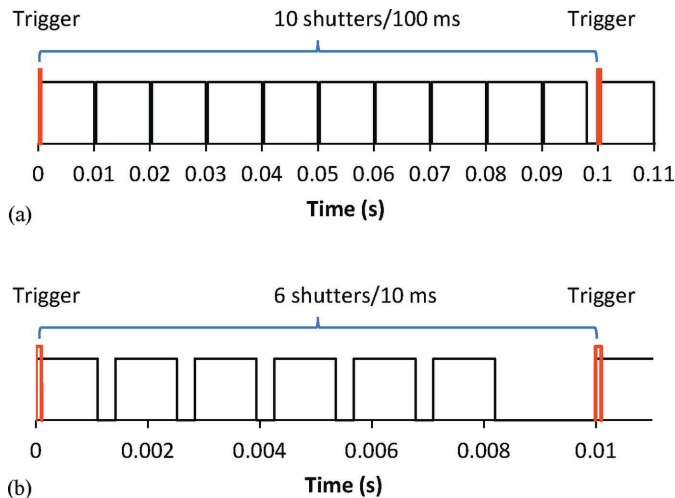 Trigger 10 shutters/100 ms Trigger
0 0.01 0.02 0.03 0.04 0.05 0.06 0.07 0.08 0.09 0.1 0.11
Time (s)
(a)
Trigger 6 shutters/10 ms Trigger
0 0.002 0.004 0.006 0.008 0.01
Time (s)
(b)